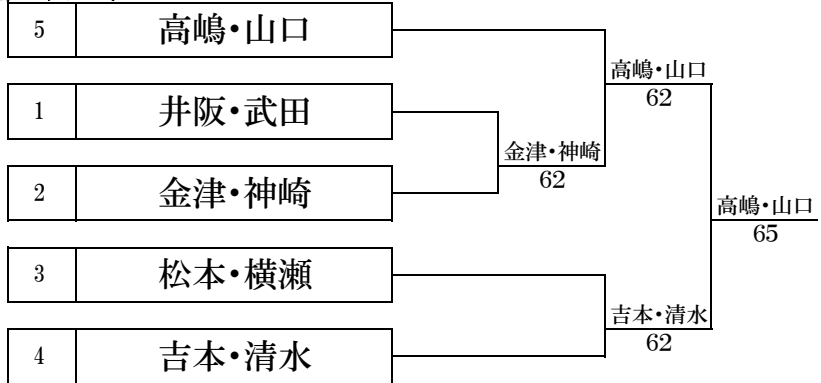 5 高嶋・山口
高嶋・山口
62
1 井阪・武田
金津・神崎
62
2 金津・神崎
高嶋・山口
65
3 松本・横瀬
吉本・清水
62
4 吉本・清水